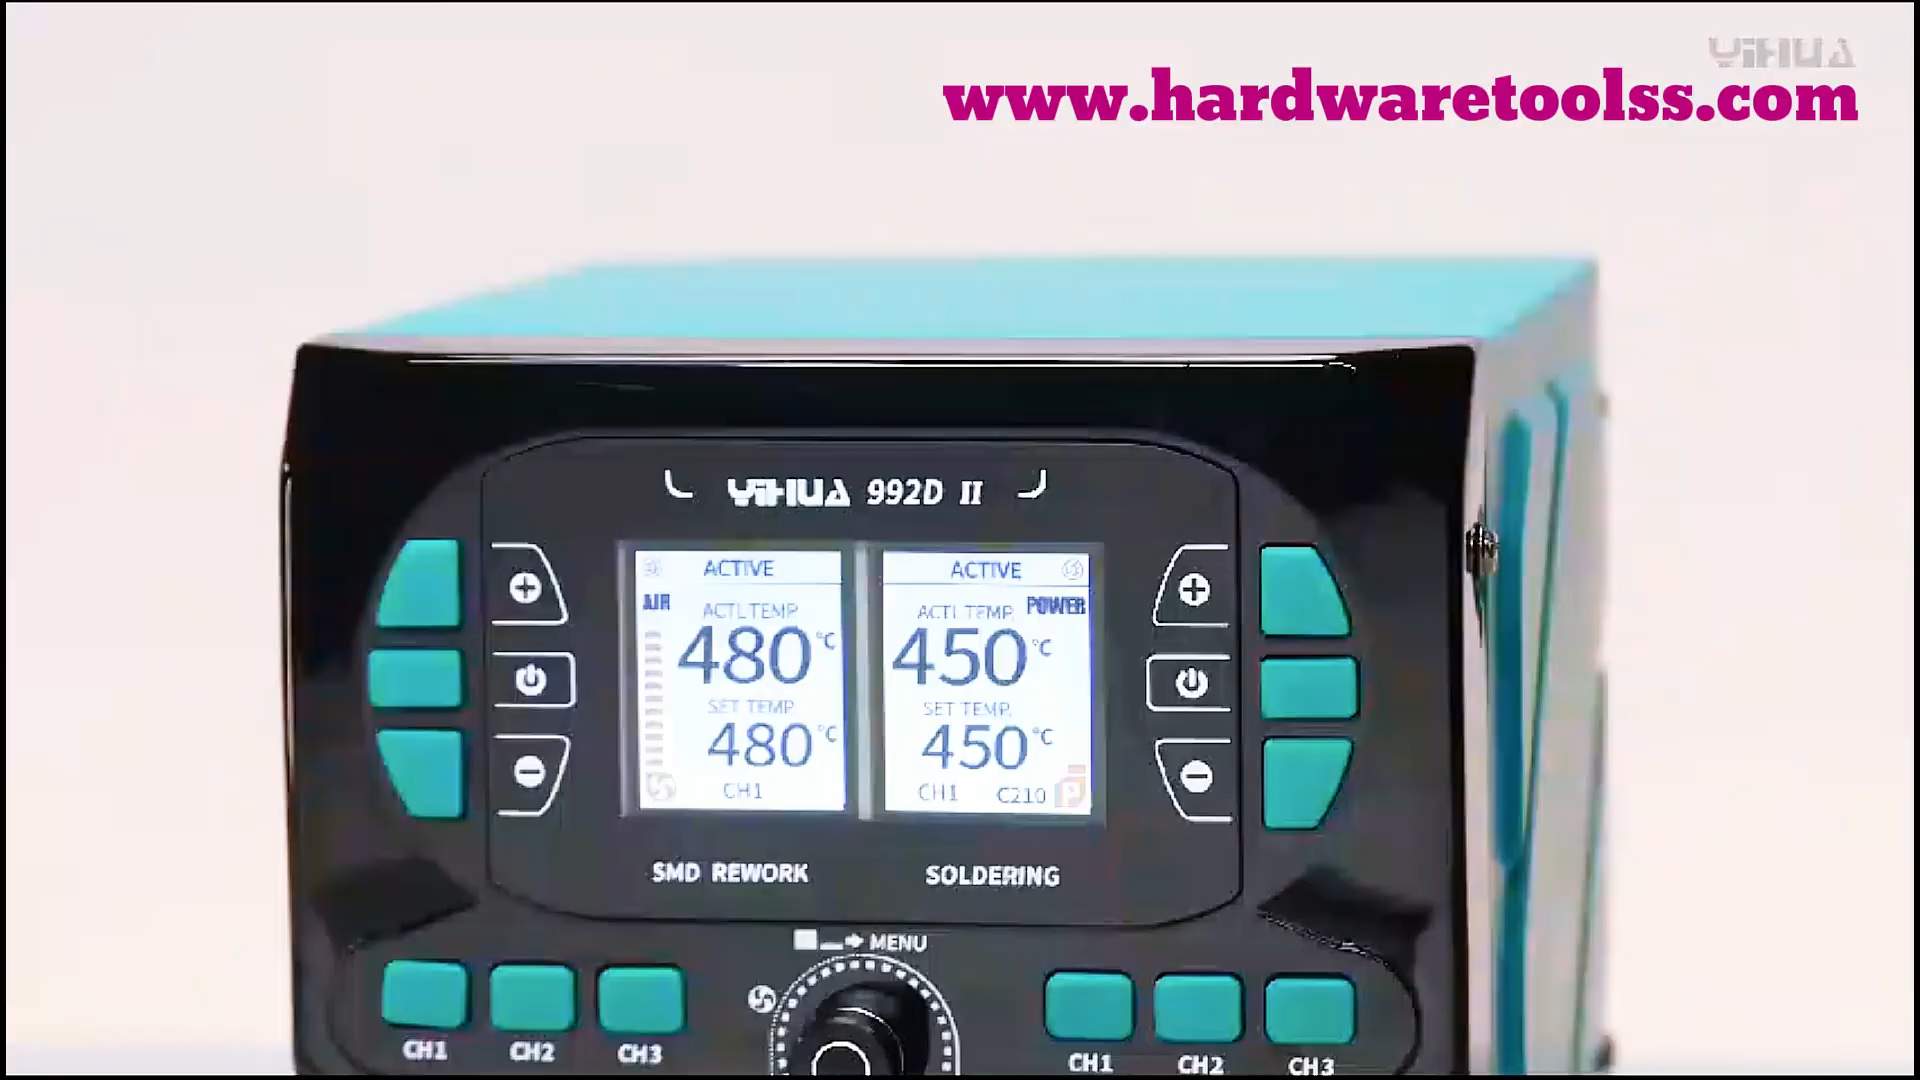 YIHUA
www.hardwaretoolss.com
YIHUA 992D II
ACTIVE
AIR
ACTL TEMP.
480°C
SET TEMP.
480°C
CH1
ACTIVE
POWER
ACTL TEMP.
450°C
SET TEMP.
450°C
CH1 C210
SMD REWORK
SOLDERING
MENU
CH1 CH2 CH3
CH1 CH2 CH3